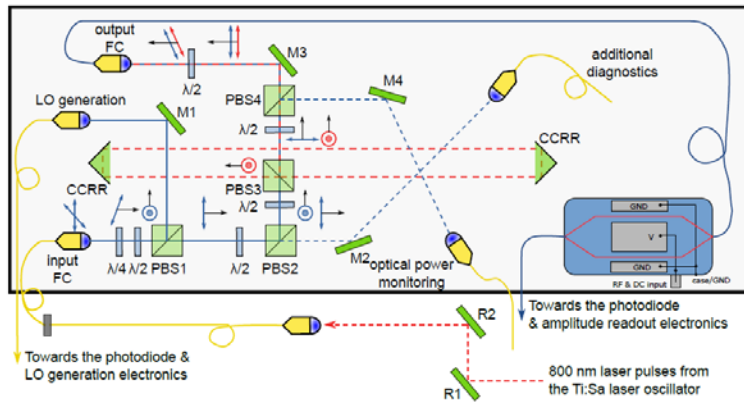 output
FC
LO generation
M1
λ/2
M3
PBS4
M4
additional
diagnostics
λ/2
CCRR
PBS3
CCRR
λ/2
input
FC
λ/4
λ/2
PBS1
λ/2
PBS2
M2
optical power
monitoring
GND
V
GND
RF & DC input
case/GND
Towards the photodiode
& amplitude readout electronics
R2
Towards the photodiode &
LO generation electronics
R1
800 nm laser pulses from
the Ti:Sa laser oscillator